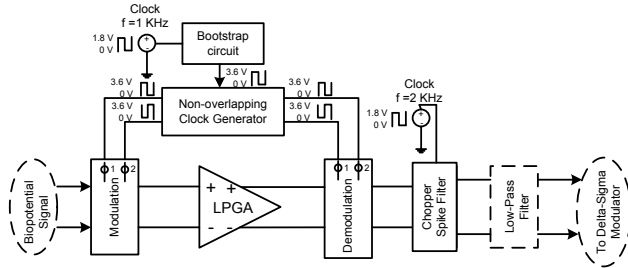 Clock
f =1 KHz
1.8 V
0 V
Bootstrap
circuit
3.6 V
0 V
3.6 V
0 V
3.6 V
0 V
Non-overlapping
Clock Generator
3.6 V
0 V
3.6 V
0 V
Clock
f =2 KHz
1.8 V
0 V
Biopotential
Signal
ϕ1 ϕ2
Modulation
+ +
LPGA
- -
ϕ1 ϕ2
Demodulation
Chopper
Spike Filter
Low-Pass
Filter
To Delta-Sigma
Modulator